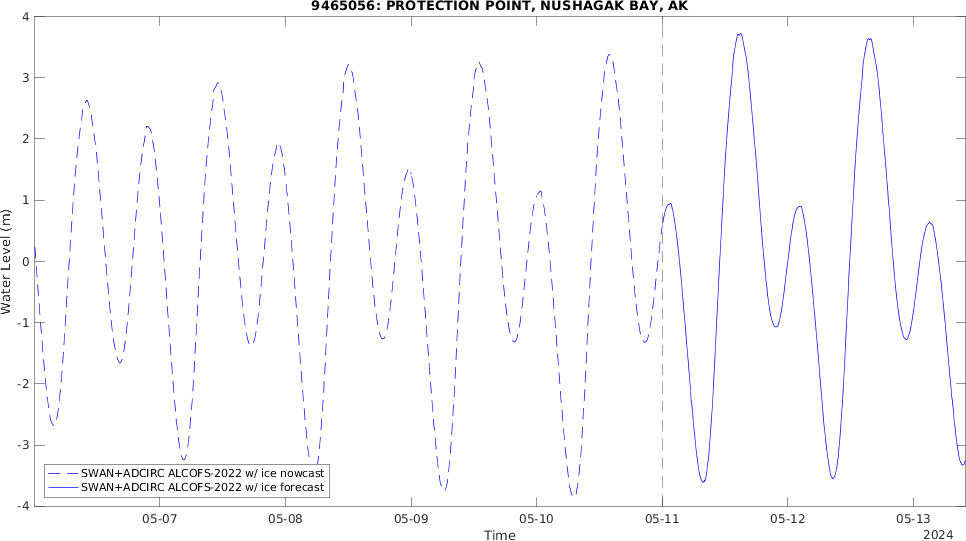 9465056: PROTECTION POINT, NUSHAGAK BAY, AK
4
3
2
1
0
-1
-2
-3
-4
Water Level (m)
SWAN+ADCIRC ALCOFS-2022 w/ ice nowcast
SWAN+ADCIRC ALCOFS-2022 w/ ice forecast
05-07 05-08 05-09 05-10 05-11 05-12 05-13
Time
2024